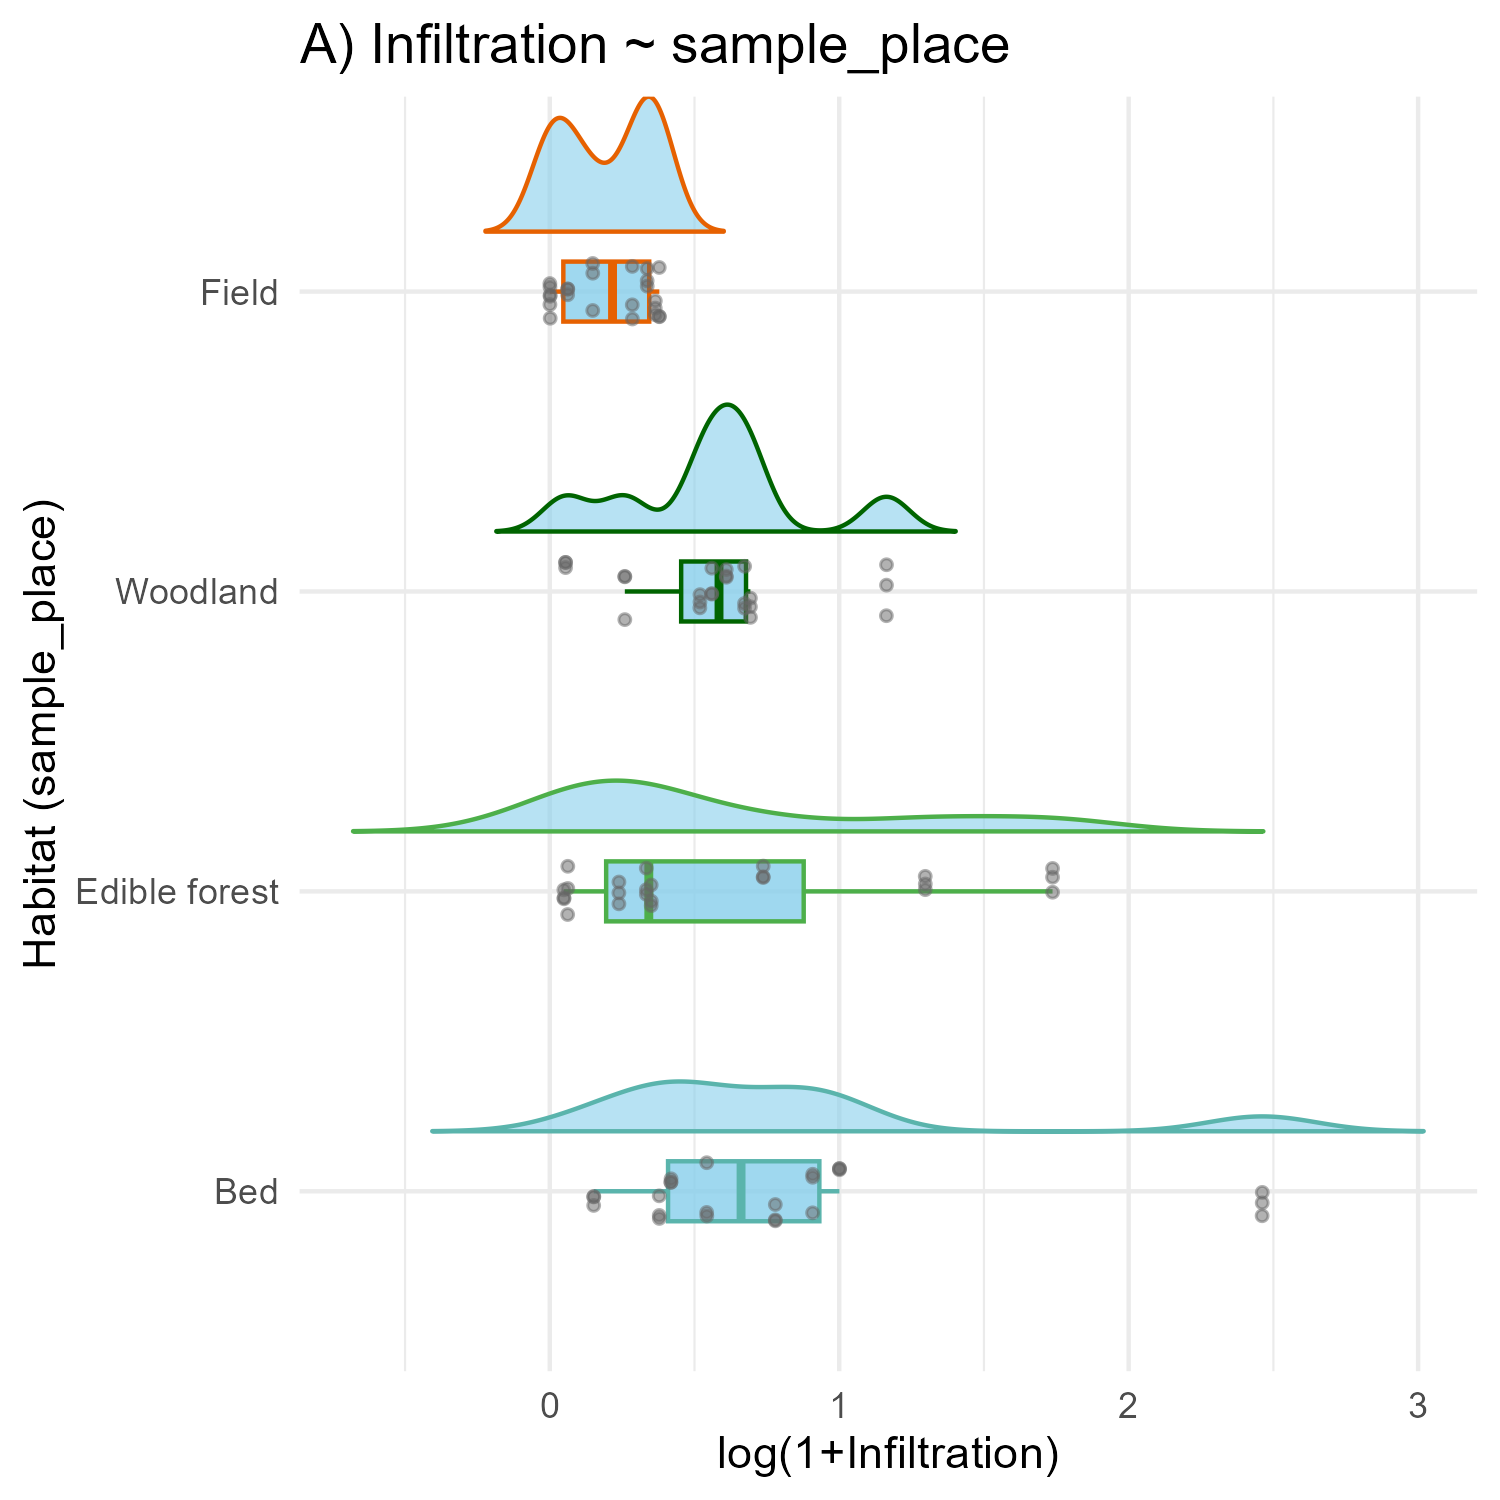 A) Infiltration ~ sample_place
Field
Woodland
Edible forest
Bed
Habitat (sample_place)
0 1 2 3
log(1+Infiltration)